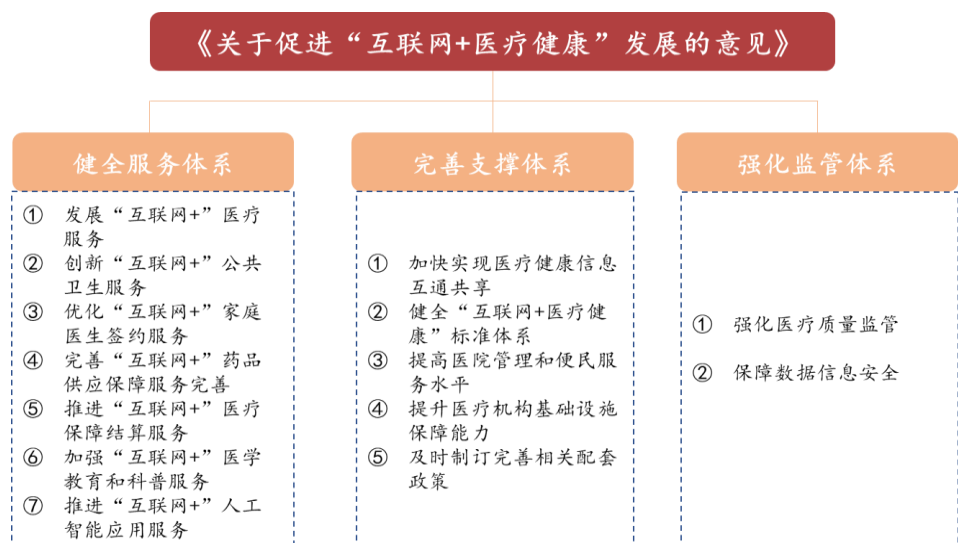 《关于促进“互联网+医疗健康”发展的意见》
健全服务体系
① 发展“互联网+”医疗
服务
② 创新“互联网+”公共
卫生服务
③ 优化“互联网+”家庭
医生签约服务
④ 完善“互联网+”药品
供应保障服务完善
⑤ 推进“互联网+”医疗
保障结算服务
⑥ 加强“互联网+”医学
教育和科普服务
⑦ 推进“互联网+”人工
智能应用服务
完善支撑体系
① 加快实现医疗健康信息
互通共享
② 健全“互联网+医疗健
康”标准体系
③ 提高医院管理和便民服
务水平
④ 提升医疗机构基础设施
保障能力
⑤ 及时制订完善相关配套
政策
强化监管体系
① 强化医疗质量监管
② 保障数据信息安全